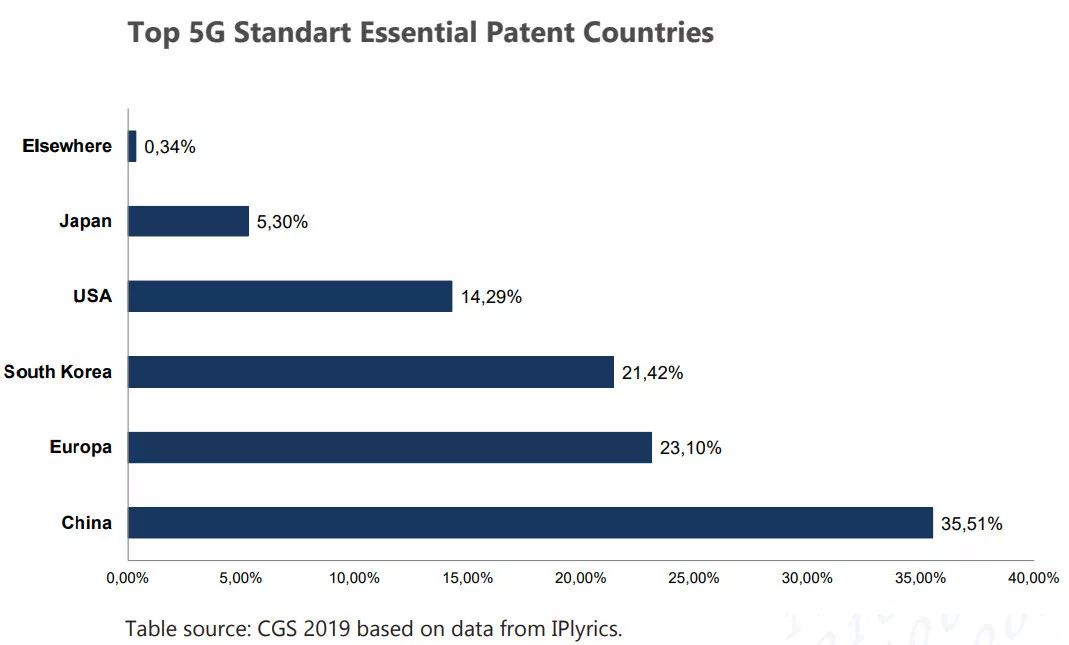 Top 5G Standart Essential Patent Countries
Elsewhere 0,34%
Japan 5,30%
USA 14,29%
South Korea 21,42%
Europa 23,10%
China 35,51%
0,00% 5,00% 10,00% 15,00% 20,00% 25,00% 30,00% 35,00% 40,00%
Table source: CGS 2019 based on data from IPlyrics.